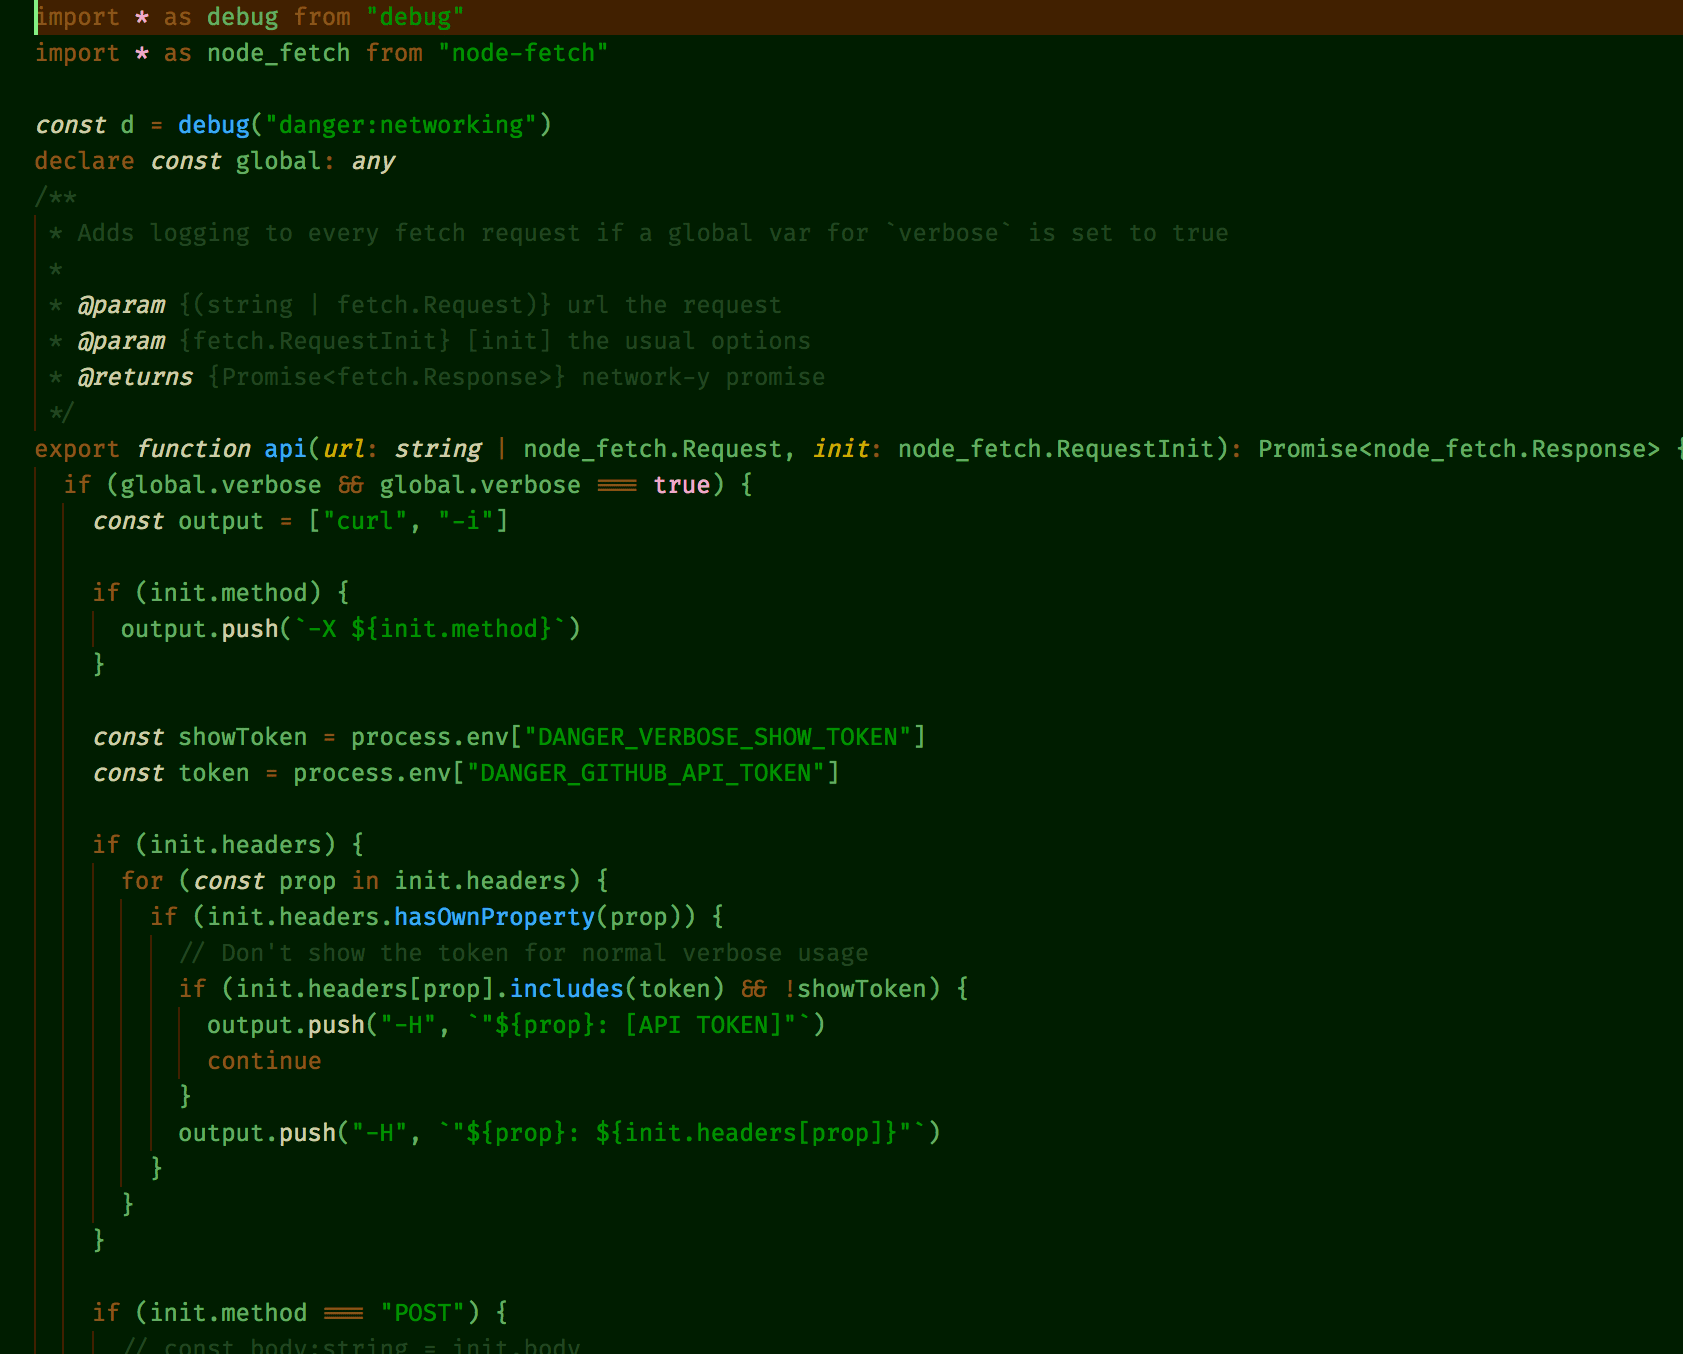 import * as debug from "debug"
import * as node_fetch from "node-fetch"

const d = debug("danger:networking")
declare const global: any
/**
 * Adds logging to every fetch request if a global var for `verbose` is set to true
 *
 * @param {(string | fetch.Request)} url the request
 * @param {fetch.RequestInit} [init] the usual options
 * @returns {Promise<fetch.Response>} network-y promise
 */
export function api(url: string | node_fetch.Request, init: node_fetch.RequestInit): Promise<node_fetch.Response> {
  if (global.verbose && global.verbose === true) {
    const output = ["curl", "-i"]

    if (init.method) {
      output.push(`-X ${init.method}`)
    }

    const showToken = process.env["DANGER_VERBOSE_SHOW_TOKEN"]
    const token = process.env["DANGER_GITHUB_API_TOKEN"]

    if (init.headers) {
      for (const prop in init.headers) {
        if (init.headers.hasOwnProperty(prop)) {
          // Don't show the token for normal verbose usage
          if (init.headers[prop].includes(token) && !showToken) {
            output.push("-H", `"${prop}: [API TOKEN]"`)
            continue
          }
          output.push("-H", `"${prop}: ${init.headers[prop]}"`)
        }
      }
    }

    if (init.method === "POST") {
      // const body:string = init.body